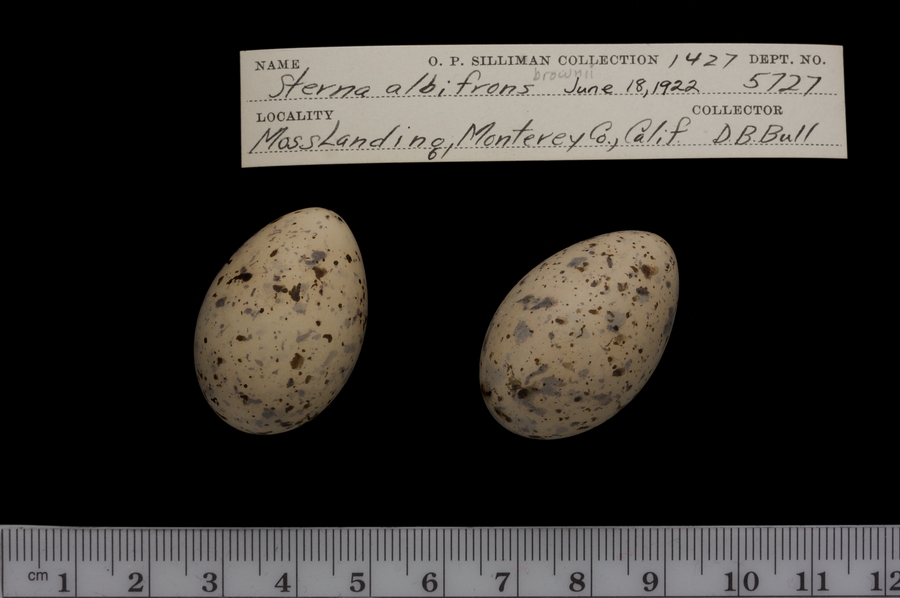 NAME O. P. SILLIMAN COLLECTION 1427 DEPT. NO.
brownii
Sterna albifrons June 18, 1922 5727
LOCALITY COLLECTOR
Moss Landing, Monterey Co., Calif. D.B.Bull
cm 1 2 3 4 5 6 7 8 9 10 11 12